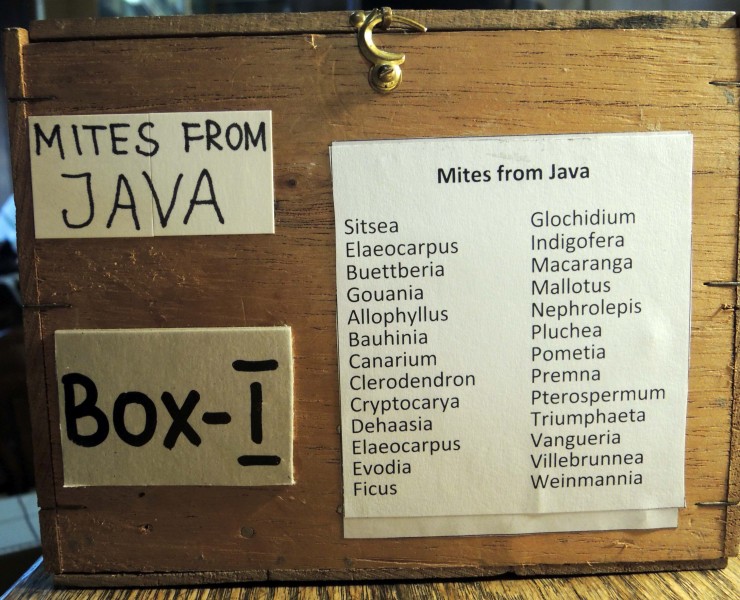 MITES FROM
JAVA
Box-I
Mites from Java
Sitsea
Elaeocarpus
Buettberia
Gouania
Allophyllus
Bauhinia
Canarium
Clerodendron
Cryptocarya
Dehaasia
Elaeocarpus
Evodia
Ficus
Glochidium
Indigofera
Macaranga
Mallotus
Nephrolepis
Pluchea
Pometia
Premna
Pterospermum
Triumphaeta
Vangueria
Villebrunnea
Weinmannia